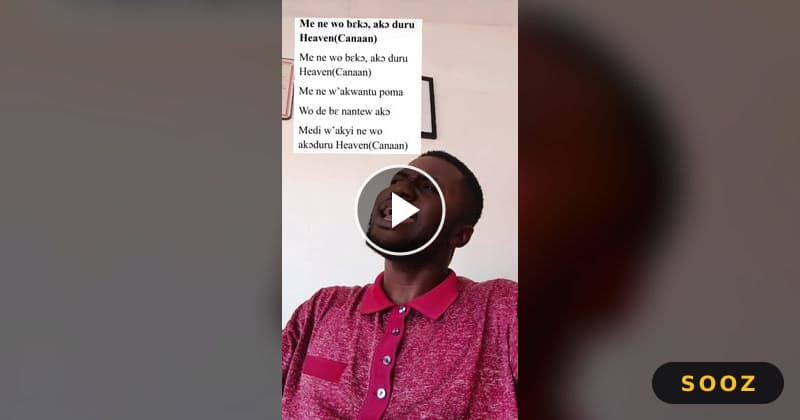 Me ne wo bɛkɔ, akɔ duru
Heaven(Canaan)
Me ne wo bɛkɔ, akɔ duru
Heaven(Canaan)
Me ne w'akwantu poma
Wo de bɛ nantew akɔ
Medi w'akyi ne wo
akɔduru Heaven(Canaan)
SOOZ